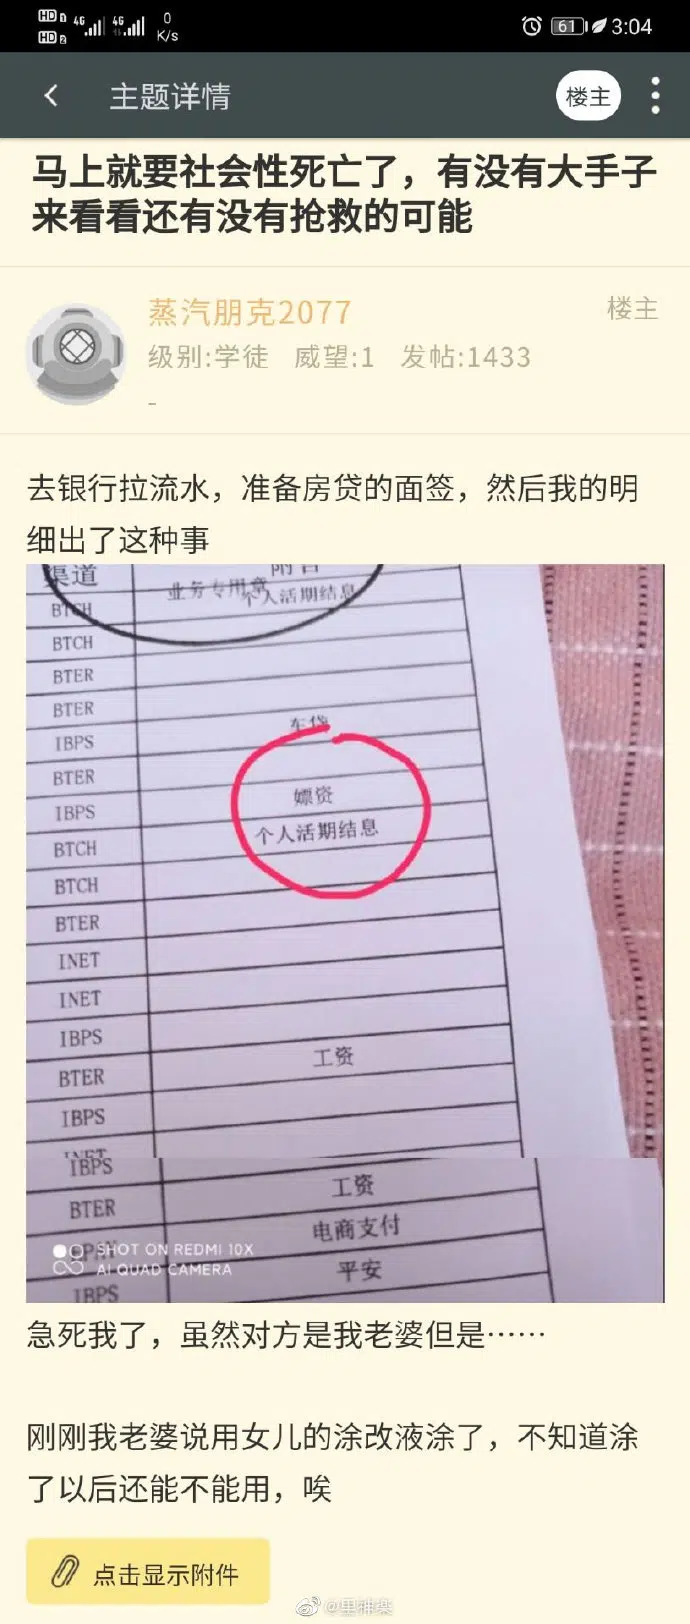 HD 1 4G 4G 0 K/s
HD 2
61 3:04
主题详情
楼主
马上就要社会性死亡了，有没有大手子
来看看还有没有抢救的可能
蒸汽朋克2077
楼主
级别:学徒 威望:1 发帖:1433
-
去银行拉流水，准备房贷的面签，然后我的明
细出了这种事
渠道 附言
业务专用章
BTCH 个人活期结息
BTCH
BTER
BTER
IBPS 车贷
BTER
IBPS 嫖资
BTCH 个人活期结息
BTCH
BTER
INET
INET
IBPS
BTER 工资
IBPS
INET
IBPS
BTER 工资
电商支付
IBPS 平安
SHOT ON REDMI 10X
AI QUAD CAMERA
急死我了，虽然对方是我老婆但是……
刚刚我老婆说用女儿的涂改液涂了，不知道涂
了以后还能不能用，唉
点击显示附件